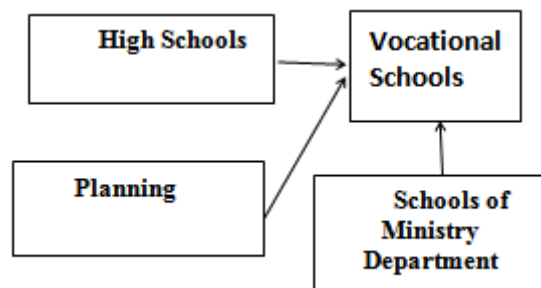 High Schools
Vocational
Schools
Planning
Schools of
Ministry
Department